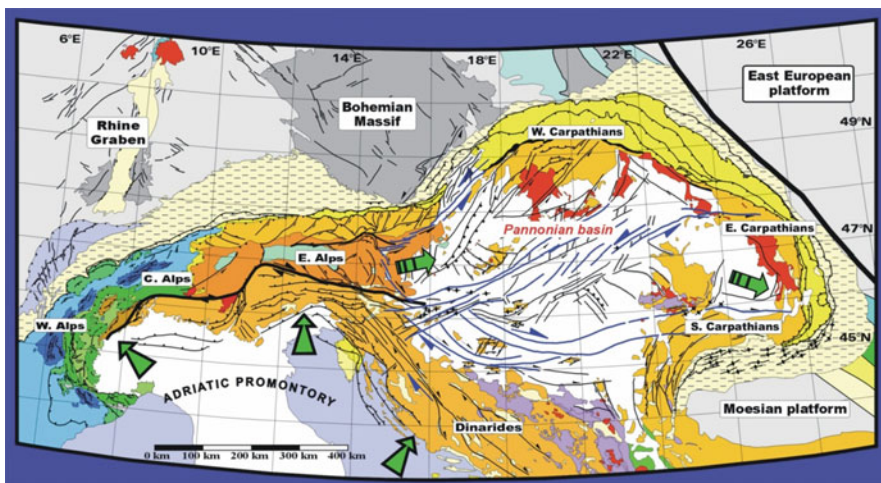 6°E
10°E
14°E
18°E
22°E
26°E
East European
platform
49°N
Bohemian
Massif
Rhine
Graben
W. Carpathians
47°N
Pannonian basin
E. Carpathians
E. Alps
C. Alps
W. Alps
S. Carpathians
45°N
ADRIATIC PROMONTORY
Moesian platform
Dinarides
0 km 100 km 200 km 300 km 400 km